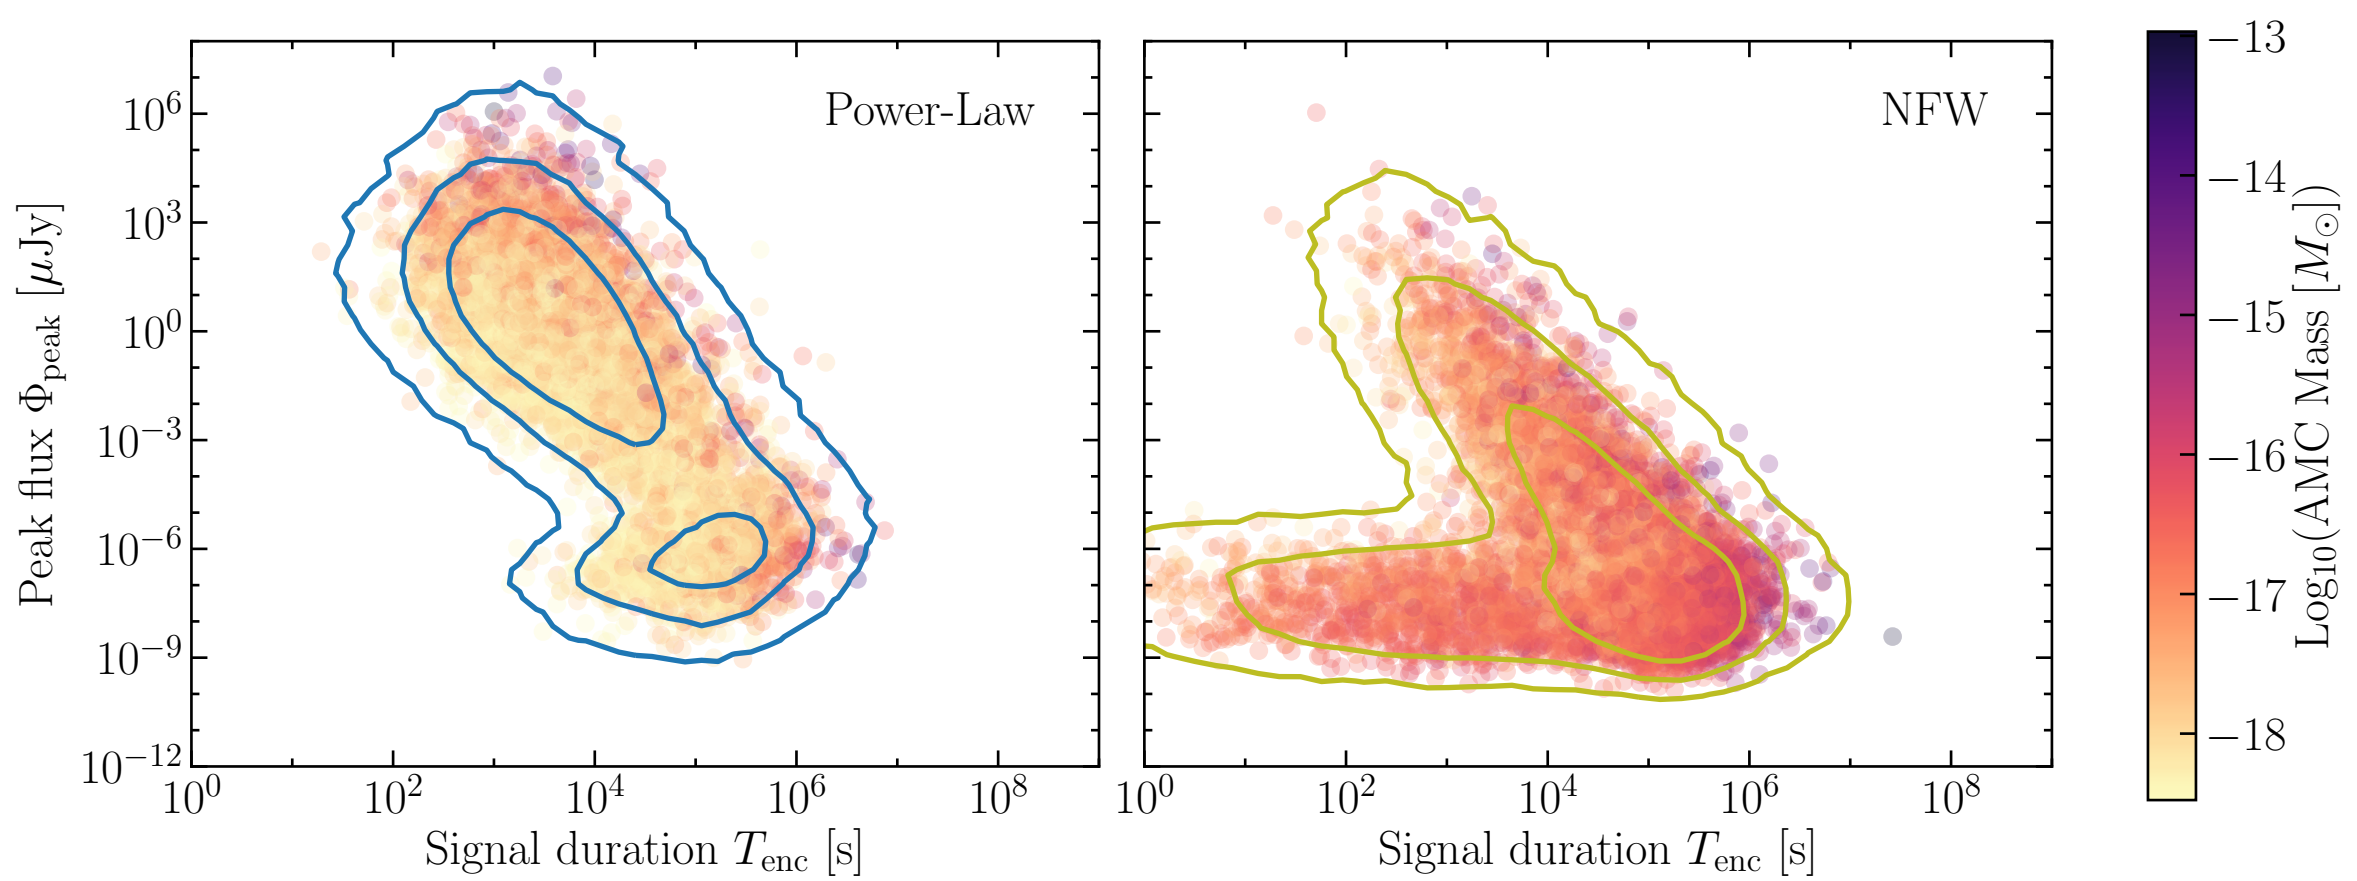 Power-Law
NFW
Peak flux Φ_peak [μJy]
10^6
10^3
10^0
10^−3
10^−6
10^−9
10^−12
10^0 10^2 10^4 10^6 10^8
Signal duration T_enc [s]
10^0 10^2 10^4 10^6 10^8
Signal duration T_enc [s]
−13
−14
−15
−16
−17
−18
Log_10(AMC Mass [M_⊙])